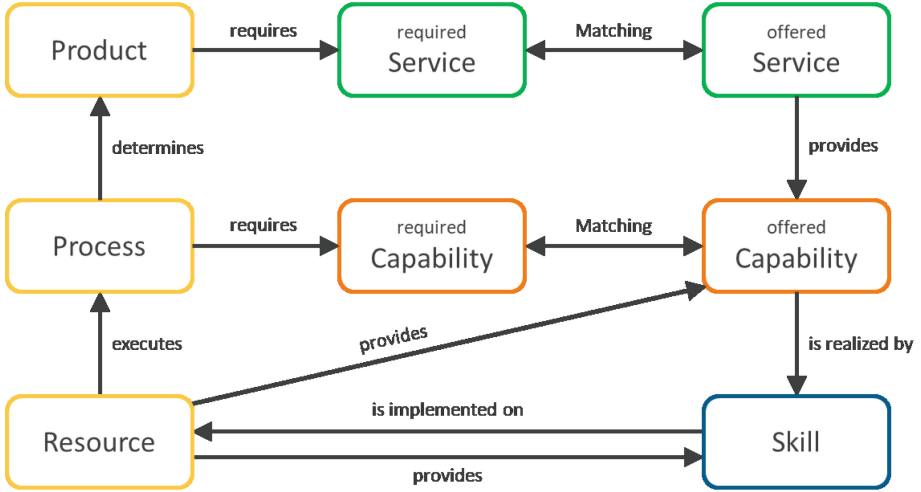 Product
requires
required
Service
Matching
offered
Service
determines
provides
Process
requires
required
Capability
Matching
offered
Capability
executes
provides
is realized by
Resource
is implemented on
provides
Skill